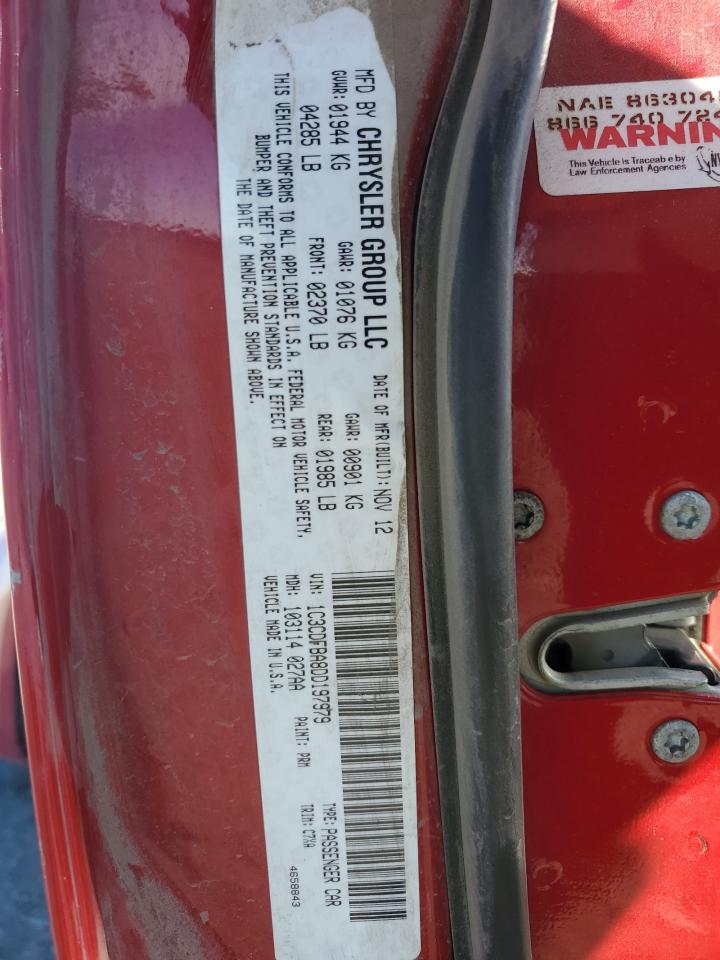 MFD BY CHRYSLER GROUP LLC
DATE OF MFR(BUILT): NOV 12
GVWR: 01944 KG
GAWR: 01076 KG
GAWR: 00901 KG
04285 LB
FRONT: 02370 LB
REAR: 01985 LB
THIS VEHICLE CONFORMS TO ALL APPLICABLE U.S.A. FEDERAL MOTOR VEHICLE SAFETY,
BUMPER AND THEFT PREVENTION STANDARDS IN EFFECT ON
THE DATE OF MANUFACTURE SHOWN ABOVE.
VIN: 1C3CDFBA8DD197979
TYPE: PASSENGER CAR
MDH: 103114 027AA
PAINT: PRM
TRIM: C7XA
VEHICLE MADE IN U.S.A.
4658843
NAE 86304
866 740 724
WARNIN
This Vehicle is Traceable by
Law Enforcement Agencies